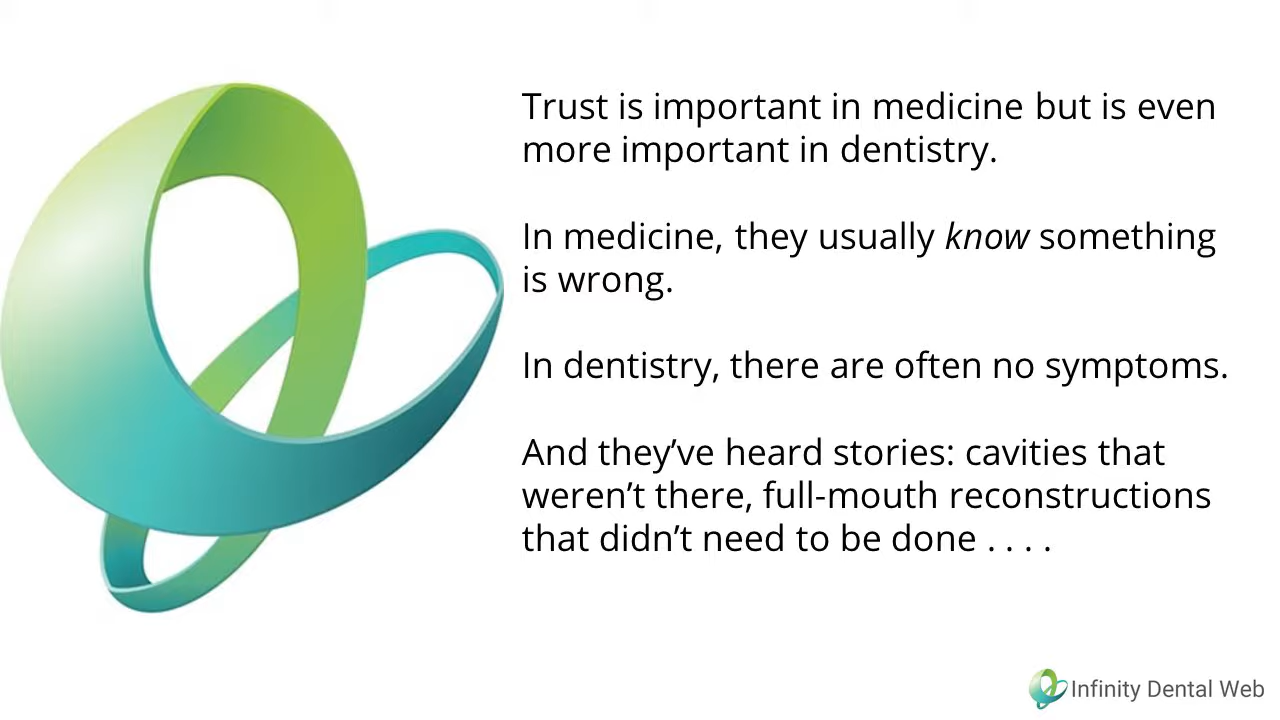 Trust is important in medicine but is even
more important in dentistry.
In medicine, they usually know something
is wrong.
In dentistry, there are often no symptoms.
And they’ve heard stories: cavities that
weren’t there, full-mouth reconstructions
that didn’t need to be done . . . .
Infinity Dental Web